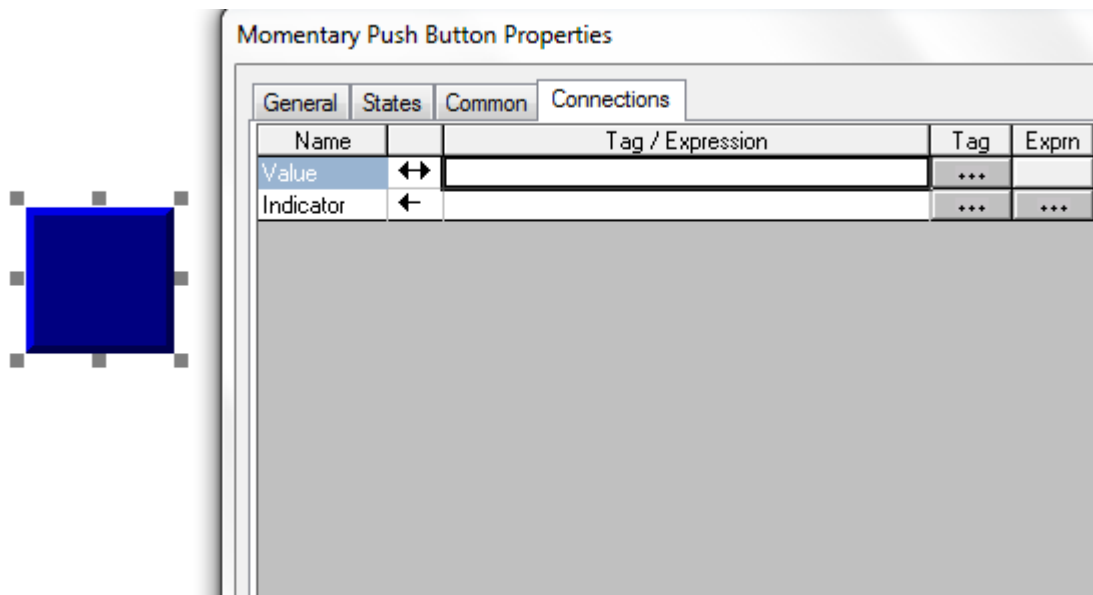 Momentary Push Button Properties
General States Common Connections
Name Tag / Expression Tag Exprn
Value ...
Indicator ... ...